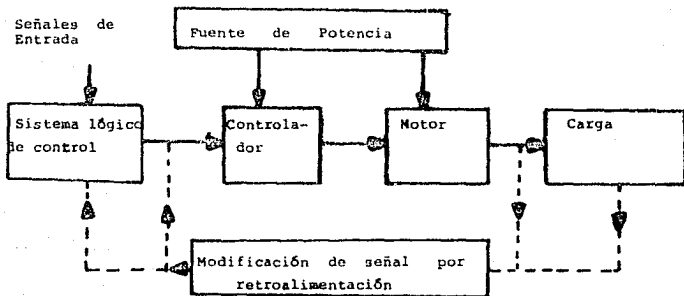 Señales de
Entrada
Fuente de Potencia
Sistema lógico
de control
Controla-
dor
Motor
Carga
Modificación de señal por
retroalimentación